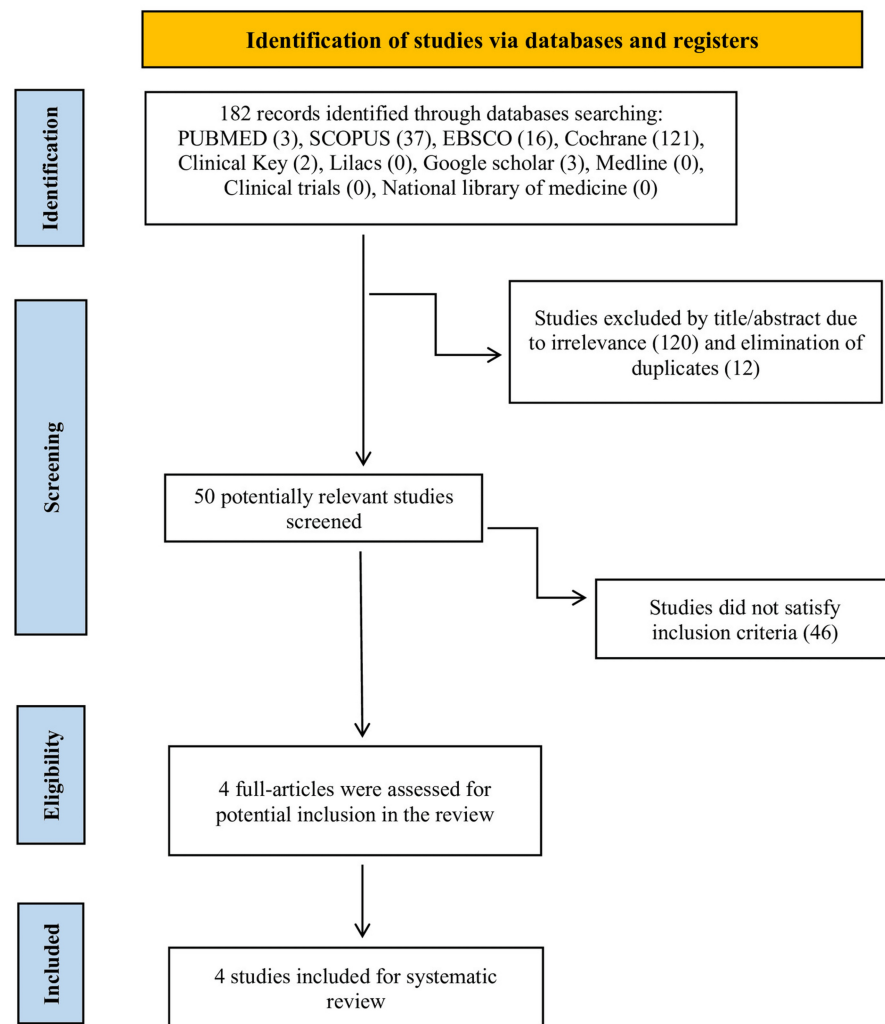 Identification of studies via databases and registers
Identification
182 records identified through databases searching:
PUBMED (3), SCOPUS (37), EBSCO (16), Cochrane (121),
Clinical Key (2), Lilacs (0), Google scholar (3), Medline (0),
Clinical trials (0), National library of medicine (0)
Screening
Studies excluded by title/abstract due
to irrelevance (120) and elimination of
duplicates (12)
50 potentially relevant studies
screened
Studies did not satisfy
inclusion criteria (46)
Eligibility
4 full-articles were assessed for
potential inclusion in the review
Included
4 studies included for systematic
review